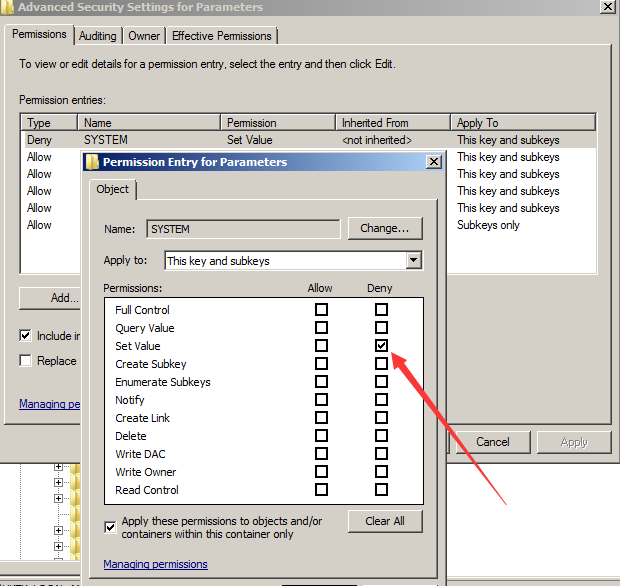 Advanced Security Settings for Parameters
Permissions Auditing Owner Effective Permissions
To view or edit details for a permission entry, select the entry and then click Edit.
Permission entries:
Type Name Permission Inherited From Apply To
Deny SYSTEM Set Value <not inherited> This key and subkeys
Allow This key and subkeys
Allow This key and subkeys
Allow This key and subkeys
Allow This key and subkeys
Allow Subkeys only
Add...
Include
Replace
Managing
Cancel Apply
Permission Entry for Parameters
Object
Name: SYSTEM Change...
Apply to: This key and subkeys
Permissions: Allow Deny
Full Control
Query Value
Set Value
Create Subkey
Enumerate Subkeys
Notify
Create Link
Delete
Write DAC
Write Owner
Read Control
Apply these permissions to objects and/or
containers within this container only
Clear All
Managing permissions